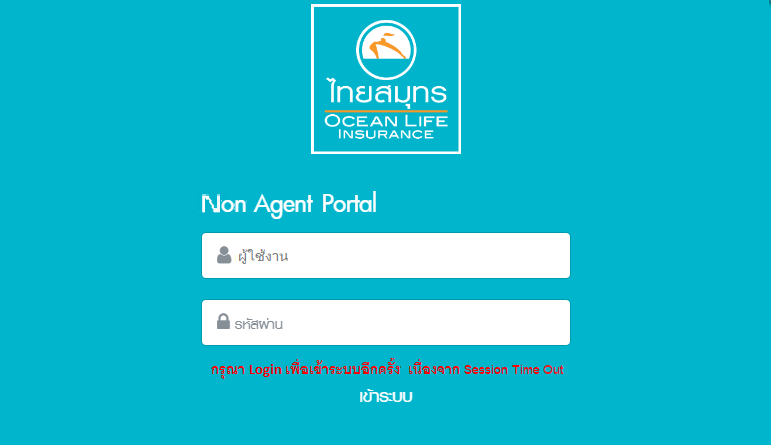 ไทยสมุทร
OCEAN LIFE
INSURANCE
Non Agent Portal
ผู้ใช้งาน
รหัสผ่าน
กรุณา Login เพื่อเข้าระบบอีกครั้ง เนื่องจาก Session Time Out
เข้าระบบ